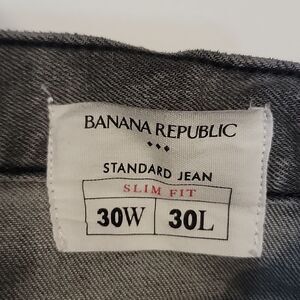 BANANA REPUBLIC
STANDARD JEAN
SLIM FIT
30W 30L